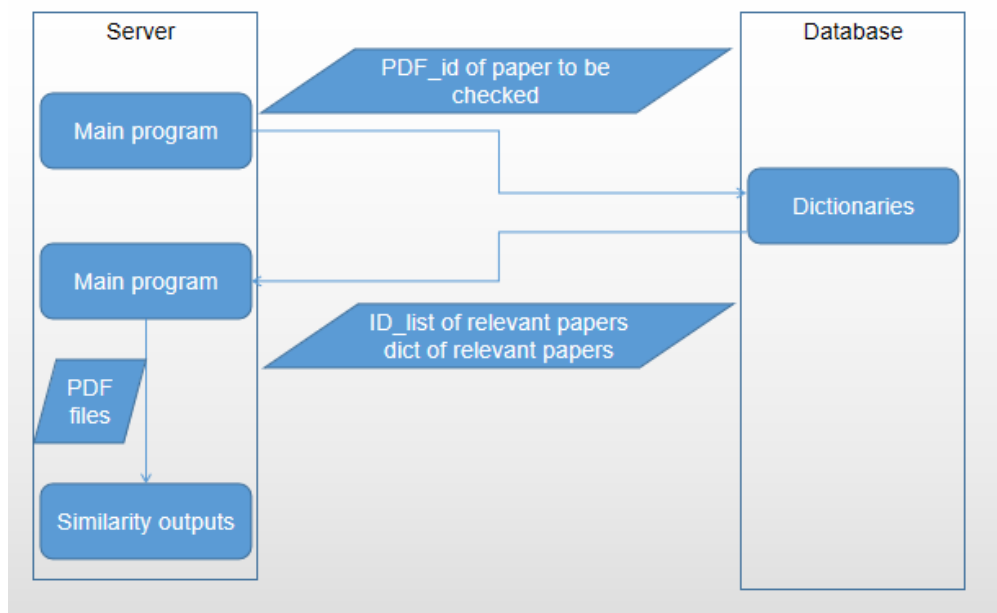 Server
Database
PDF_id of paper to be
checked
Main program
Dictionaries
Main program
ID_list of relevant papers
dict of relevant papers
PDF
files
Similarity outputs